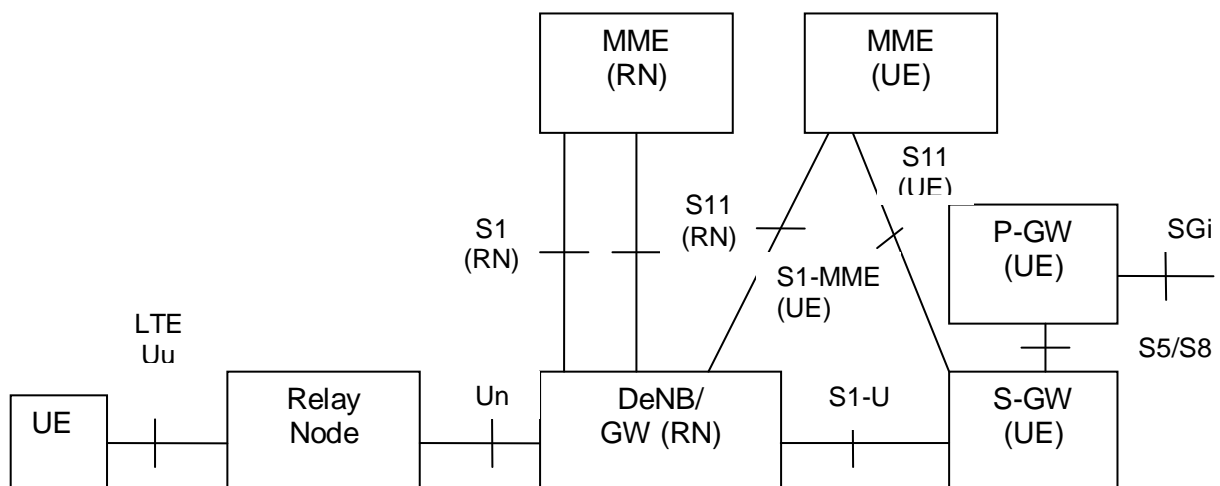 MME
(RN)
MME
(UE)
S11
(UE)
S1
(RN)
S11
(RN)
S1-MME
(UE)
P-GW
(UE)
SGi
LTE
Uu
S5/S8
UE
Relay
Node
Un
DeNB/
GW (RN)
S1-U
S-GW
(UE)